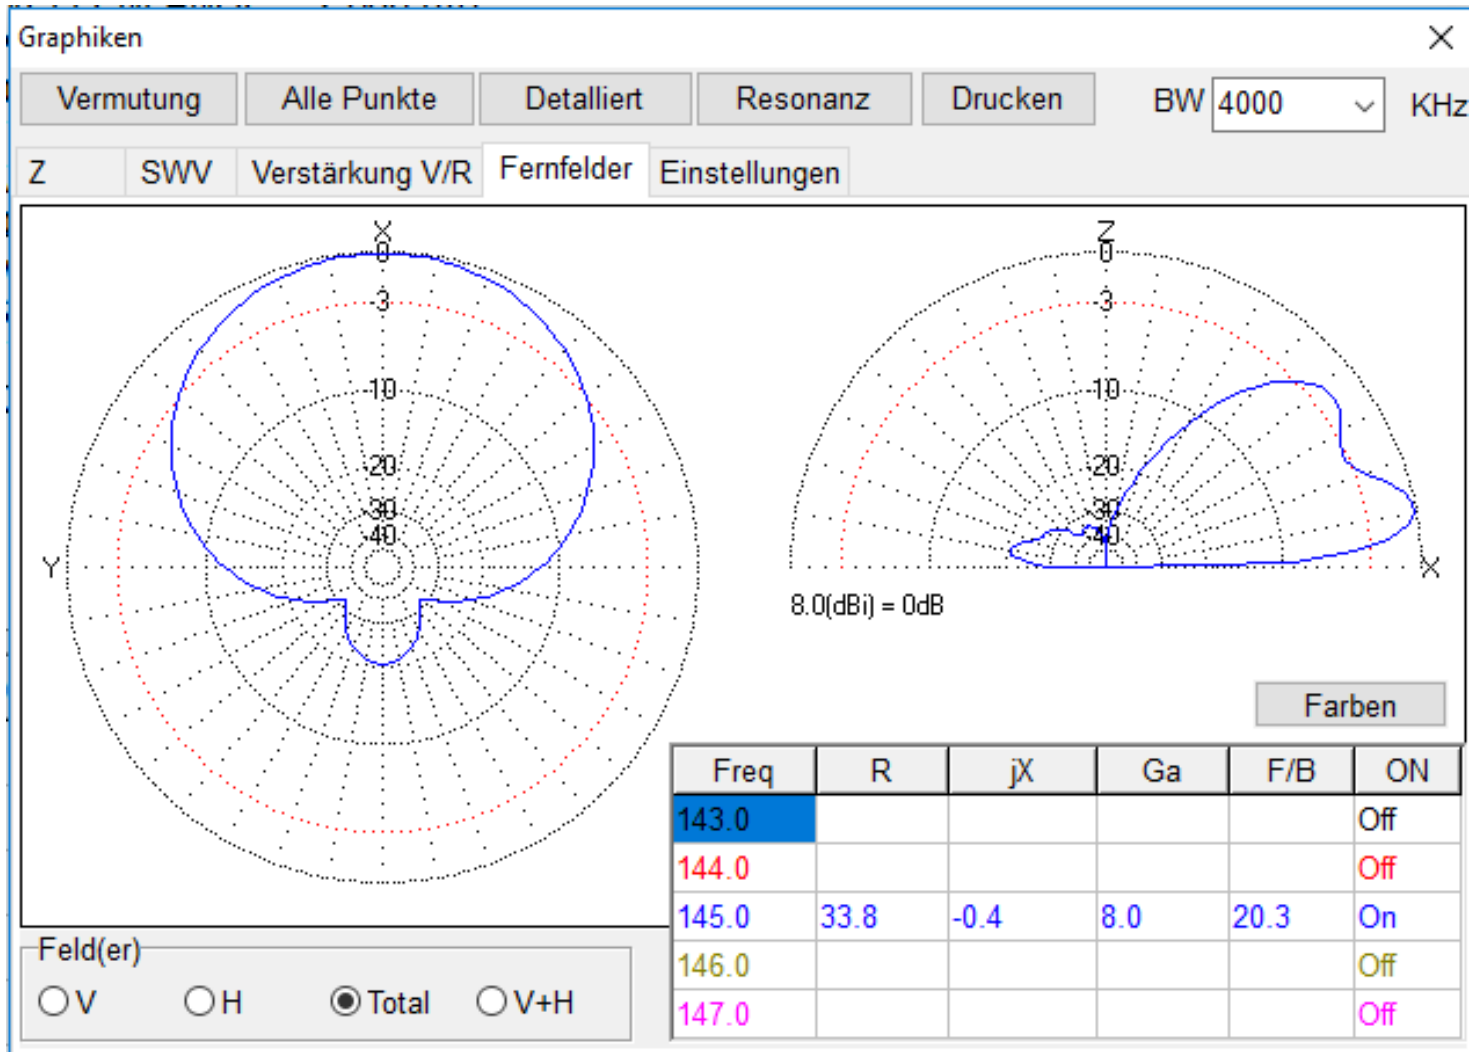 Graphiken
Vermutung Alle Punkte Detalliert Resonanz Drucken BW 4000 KHz
Z SWV Verstärkung V/R Fernfelder Einstellungen
X
0
-3
-10
-20
-30
-40
Y
Z
0
-3
-10
-20
-30
-40
X
8.0(dBi) = 0dB
Farben
Freq R jX Ga F/B ON
143.0 Off
144.0 Off
145.0 33.8 -0.4 8.0 20.3 On
146.0 Off
147.0 Off
Feld(er)
V H Total V+H